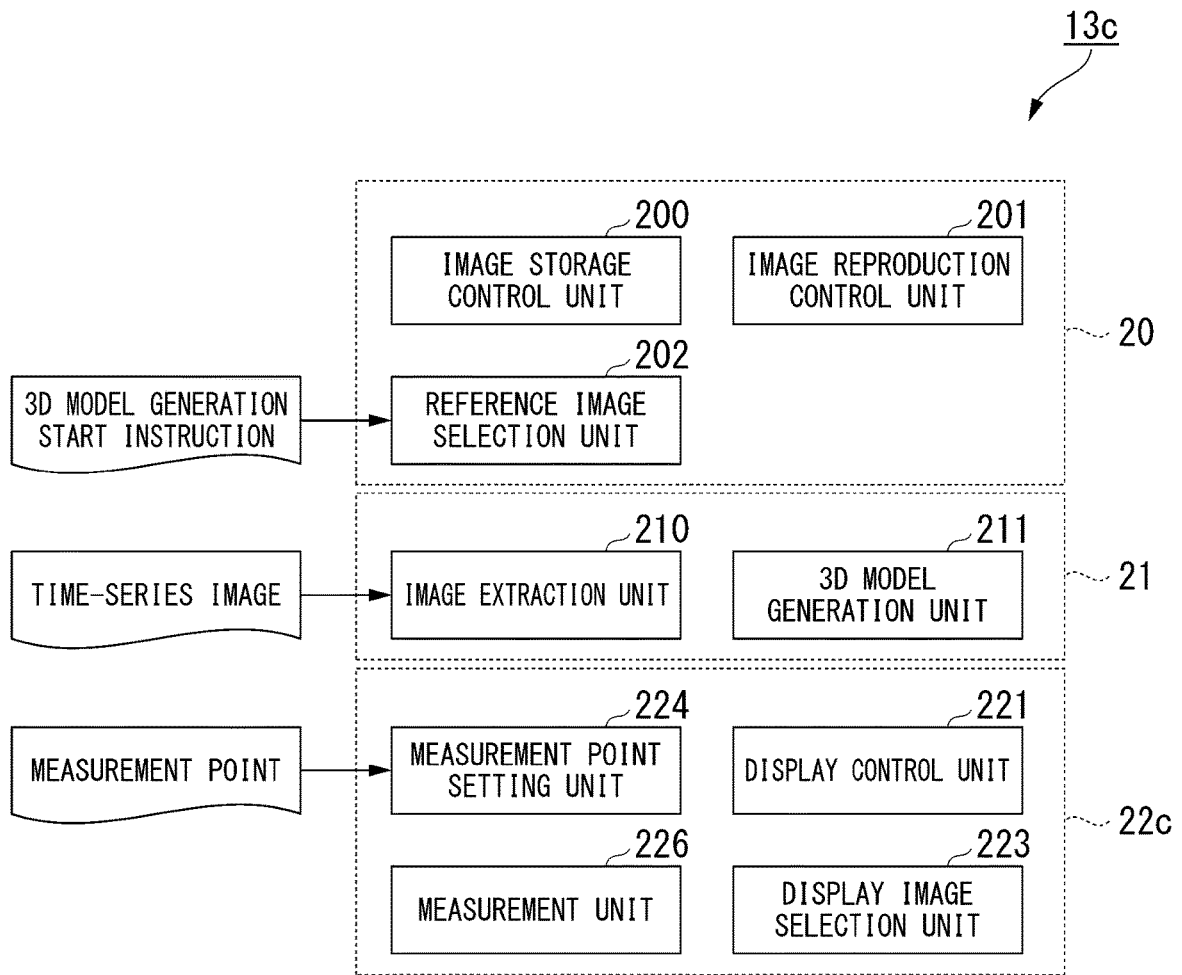 13c
200
IMAGE STORAGE
CONTROL UNIT
201
IMAGE REPRODUCTION
CONTROL UNIT
20
3D MODEL GENERATION
START INSTRUCTION
202
REFERENCE IMAGE
SELECTION UNIT
TIME-SERIES IMAGE
210
IMAGE EXTRACTION UNIT
211
3D MODEL
GENERATION UNIT
21
MEASUREMENT POINT
224
MEASUREMENT POINT
SETTING UNIT
221
DISPLAY CONTROL UNIT
22c
226
MEASUREMENT UNIT
223
DISPLAY IMAGE
SELECTION UNIT